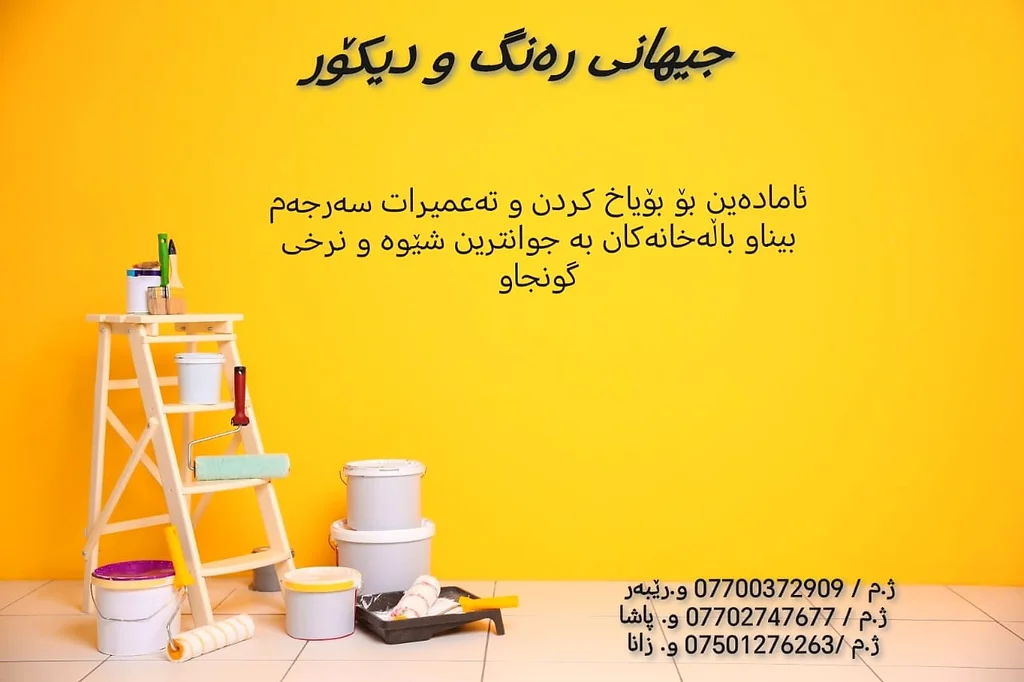 جیهانی رەنگ و دیکۆر
ئامادەین بۆ بۆیاخ کردن و تەعمیرات سەرجەم
بیناو باڵەخانەکان بە جوانترین شێوە و نرخی
گونجاو
ژ.م / 07700372909 و.ڕێبەر
ژ.م / 07702747677 و. پاشا
ژ.م /07501276263 و. زانا